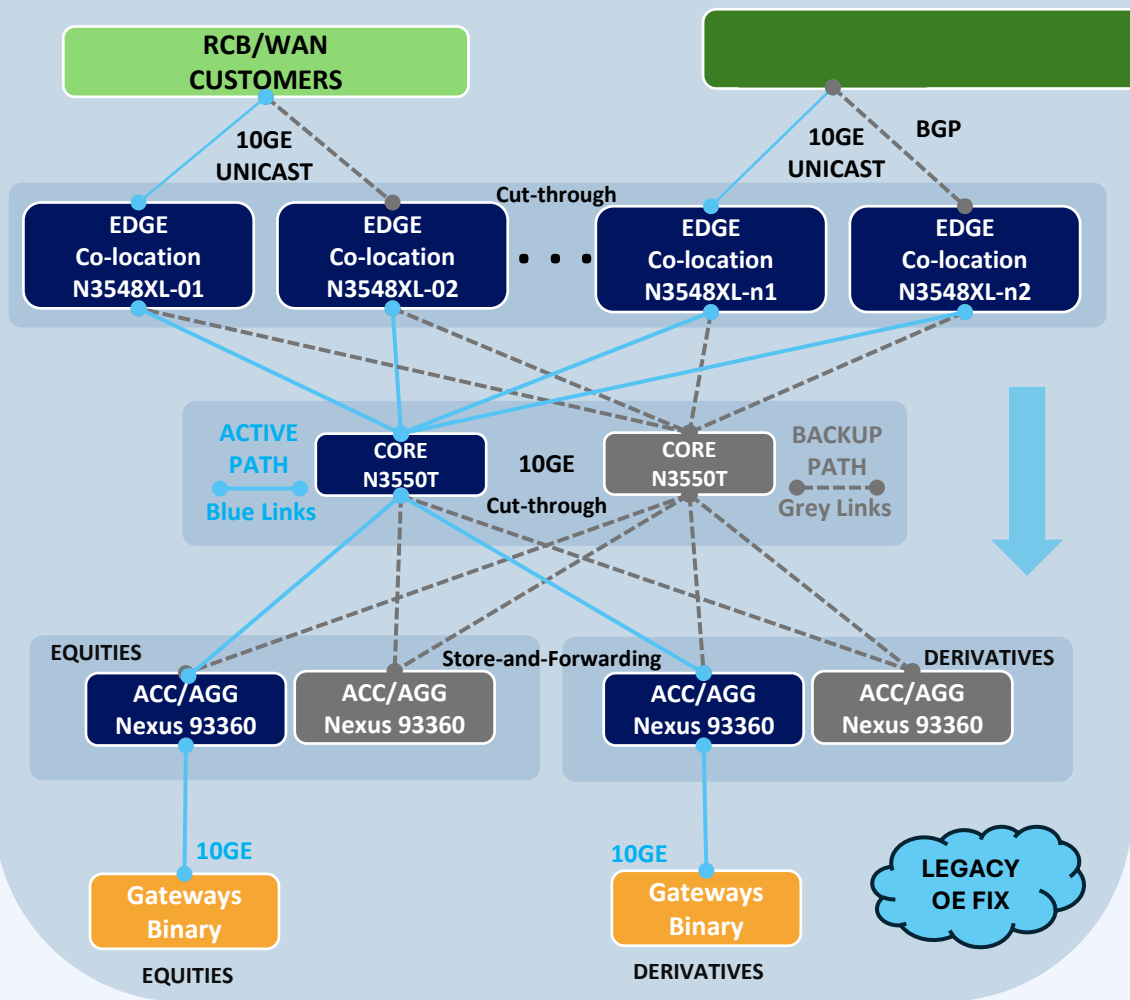 RCB/WAN
CUSTOMERS
10GE
UNICAST
10GE
UNICAST
BGP
Cut-through
EDGE
Co-location
N3548XL-01
EDGE
Co-location
N3548XL-02
. . .
EDGE
Co-location
N3548XL-n1
EDGE
Co-location
N3548XL-n2
ACTIVE
PATH
Blue Links
CORE
N3550T
10GE
Cut-through
CORE
N3550T
BACKUP
PATH
Grey Links
EQUITIES
Store-and-Forwarding
DERIVATIVES
ACC/AGG
Nexus 93360
ACC/AGG
Nexus 93360
ACC/AGG
Nexus 93360
ACC/AGG
Nexus 93360
10GE
10GE
Gateways
Binary
Gateways
Binary
LEGACY
OE FIX
EQUITIES
DERIVATIVES